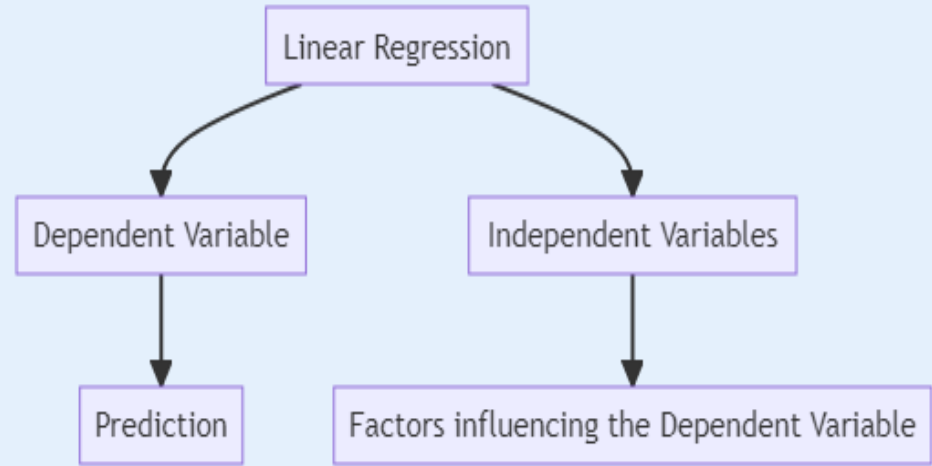 Linear Regression
Dependent Variable
Independent Variables
Prediction
Factors influencing the Dependent Variable